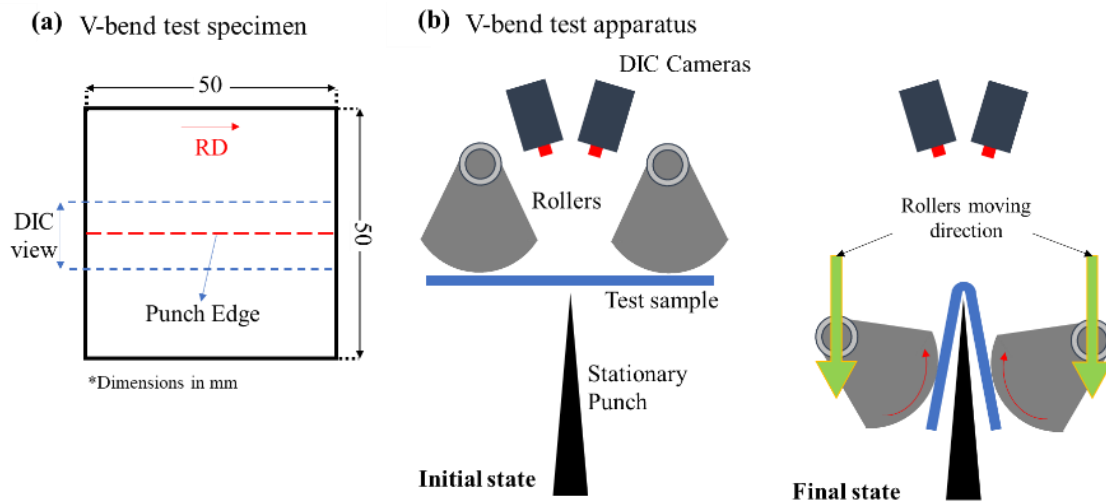 (a) V-bend test specimen
50
RD
DIC
view
50
Punch Edge
*Dimensions in mm
(b) V-bend test apparatus
DIC Cameras
Rollers
Test sample
Stationary
Punch
Initial state
Rollers moving
direction
Final state